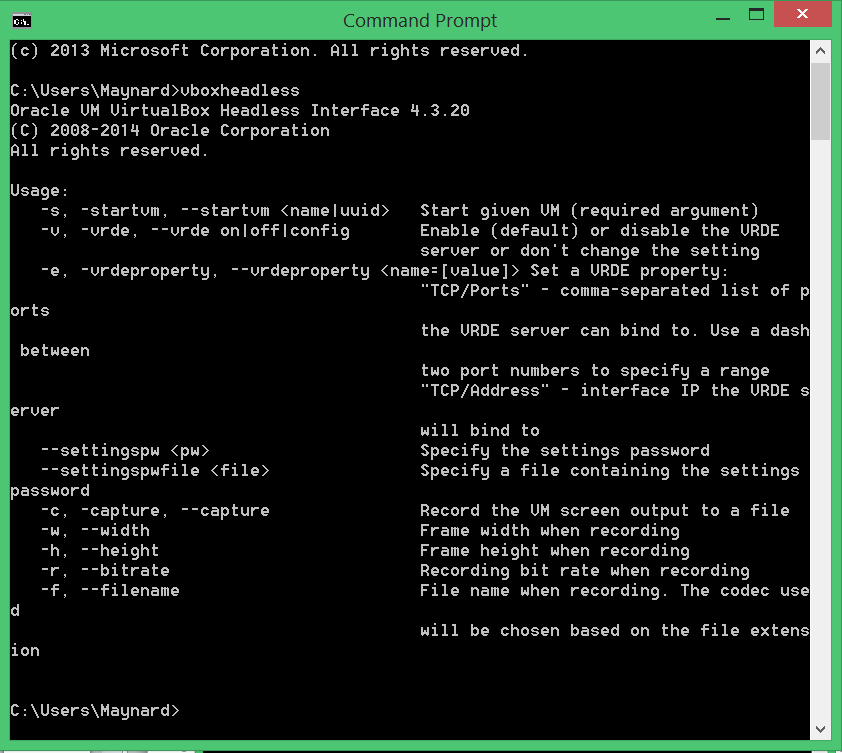 Command Prompt
(c) 2013 Microsoft Corporation. All rights reserved.
C:\Users\Maynard>vboxheadless
Oracle VM VirtualBox Headless Interface 4.3.20
(C) 2008-2014 Oracle Corporation
All rights reserved.
Usage:
   -s, -startvm, --startvm <name|uuid>   Start given VM (required argument)
   -v, -vrde, --vrde on|off|config       Enable (default) or disable the VRDE
                                         server or don't change the setting
   -e, -vrdeproperty, --vrdeproperty <name=[value]> Set a VRDE property:
                                         "TCP/Ports" - comma-separated list of p
orts
                                         the VRDE server can bind to. Use a dash
 between
                                         two port numbers to specify a range
                                         "TCP/Address" - interface IP the VRDE s
erver
                                         will bind to
   --settingspw <pw>                     Specify the settings password
   --settingspwfile <file>               Specify a file containing the settings
password
   -c, -capture, --capture               Record the VM screen output to a file
   -w, --width                           Frame width when recording
   -h, --height                          Frame height when recording
   -r, --bitrate                         Recording bit rate when recording
   -f, --filename                        File name when recording. The codec use
d
                                         will be chosen based on the file extens
ion
C:\Users\Maynard>